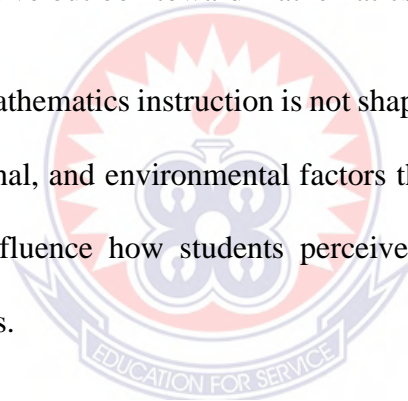 athematics instruction is not shap
nal, and environmental factors th
fluence how students perceive
s.
EDUCATION FOR SERVICE